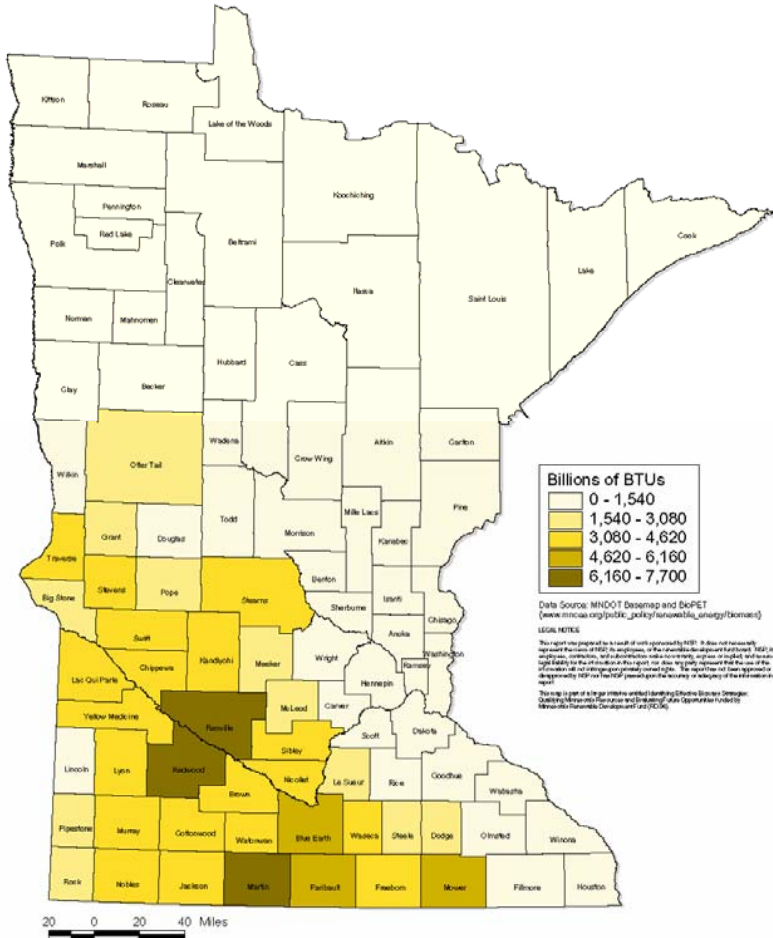 Kittson
Roseau
Lake of the Woods
Marshall
Koochiching
Pennington
Red Lake
Polk
Beltrami
Cook
Clearwater
Lake
Itasca
Saint Louis
Norman
Mahnomen
Hubbard
Cass
Clay
Becker
Wadena
Aitkin
Carlton
Crow Wing
Otter Tail
Wilkin
Pine
Mille Lacs
Todd
Morrison
Grant
Douglas
Kanabec
Traverse
Benton
Stevens
Pope
Stearns
Isanti
Big Stone
Sherburne
Chisago
Anoka
Swift
Washington
Wright
Kandiyohi
Meeker
Ramsey
Chippewa
Hennepin
Lac Qui Parle
McLeod
Carver
Yellow Medicine
Renville
Dakota
Scott
Sibley
Redwood
Nicollet
Goodhue
Lincoln
Lyon
Le Sueur
Rice
Wabasha
Brown
Pipestone
Murray
Cottonwood
Watonwan
Blue Earth
Waseca
Steele
Dodge
Olmsted
Winona
Rock
Nobles
Jackson
Martin
Faribault
Freeborn
Mower
Fillmore
Houston
Billions of BTUs
0 - 1,540
1,540 - 3,080
3,080 - 4,620
4,620 - 6,160
6,160 - 7,700
Data Source: MNDOT Basemap and BioPET
(www.mncee.org/public_policy/renewable_energy/biomass)
LEGAL NOTICE
20 0 20 40 Miles